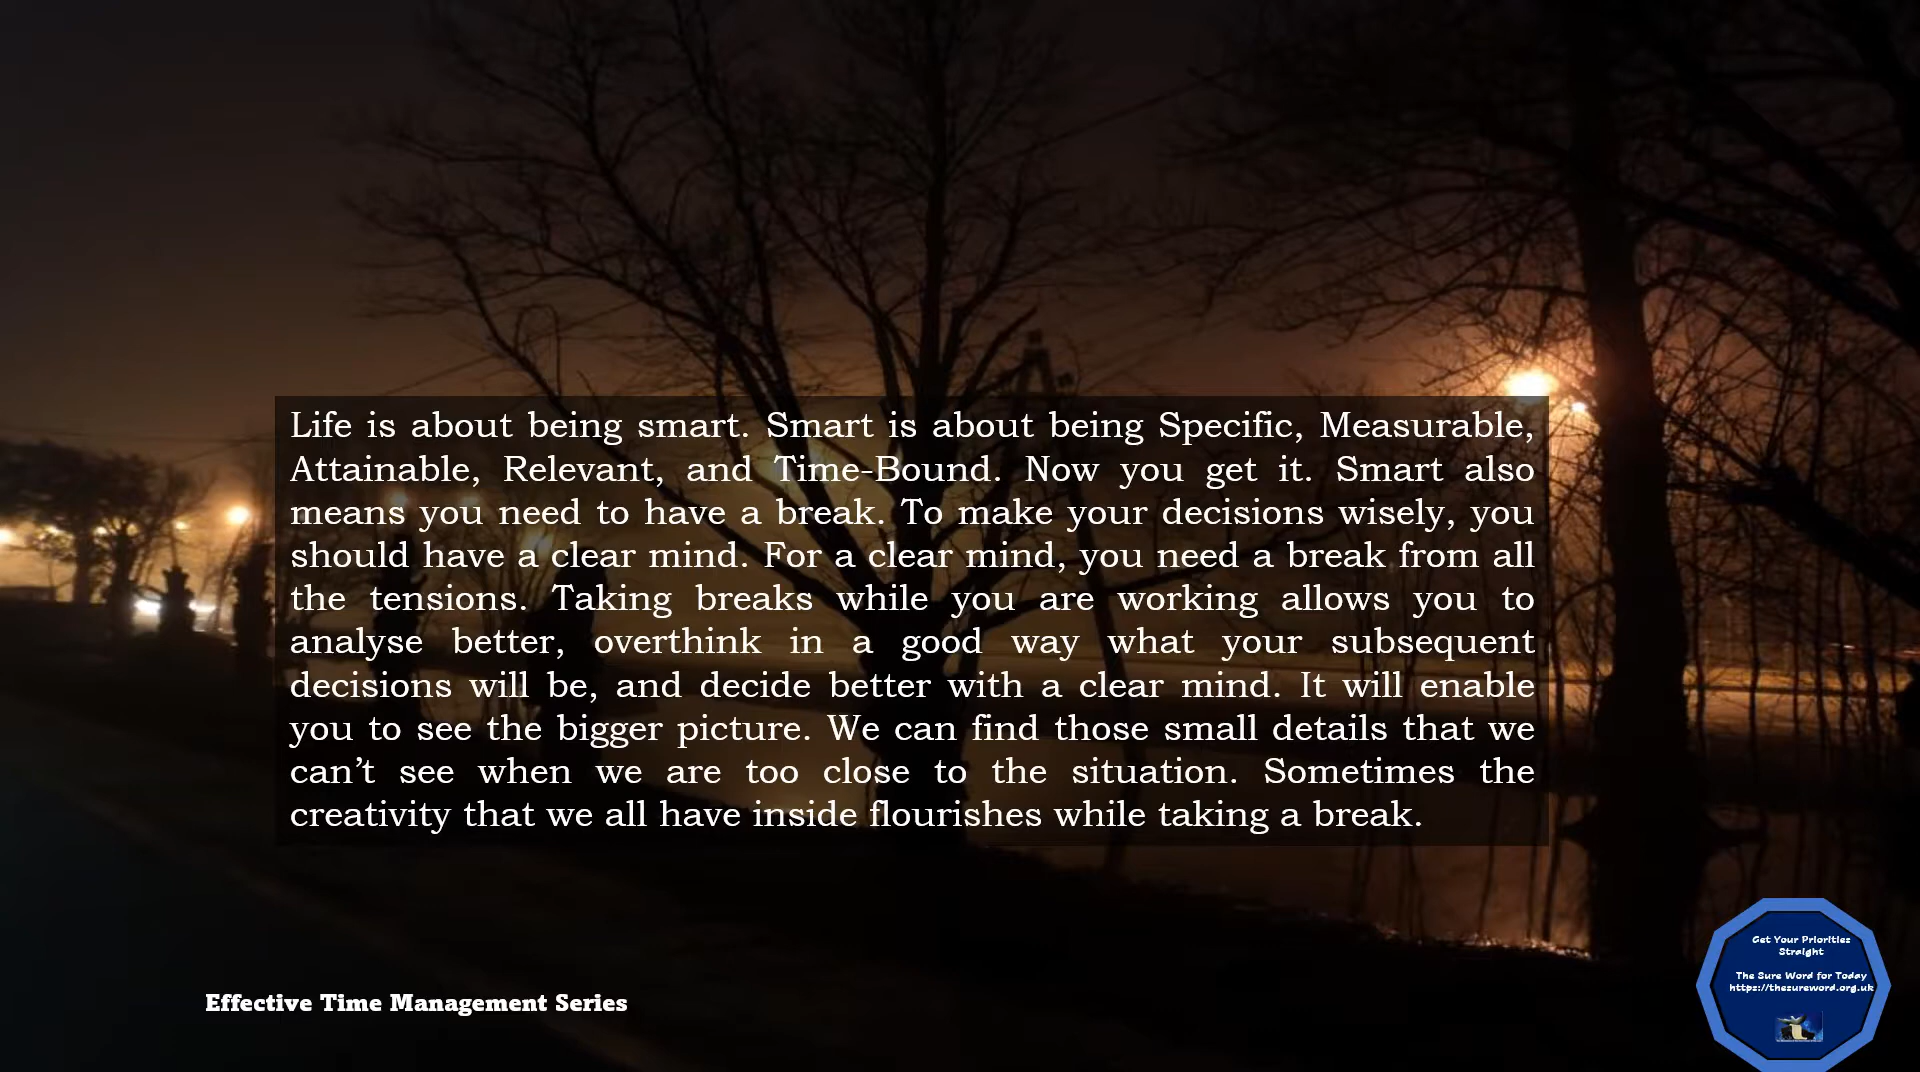 Life is about being smart. Smart is about being Specific, Measurable,
Attainable, Relevant, and Time-Bound. Now you get it. Smart also
means you need to have a break. To make your decisions wisely, you
should have a clear mind. For a clear mind, you need a break from all
the tensions. Taking breaks while you are working allows you to
analyse better, overthink in a good way what your subsequent
decisions will be, and decide better with a clear mind. It will enable
you to see the bigger picture. We can find those small details that we
can’t see when we are too close to the situation. Sometimes the
creativity that we all have inside flourishes while taking a break.
Effective Time Management Series
Get Your Priorities
Straight
The Sure Word for Today
https://thesureword.org.uk